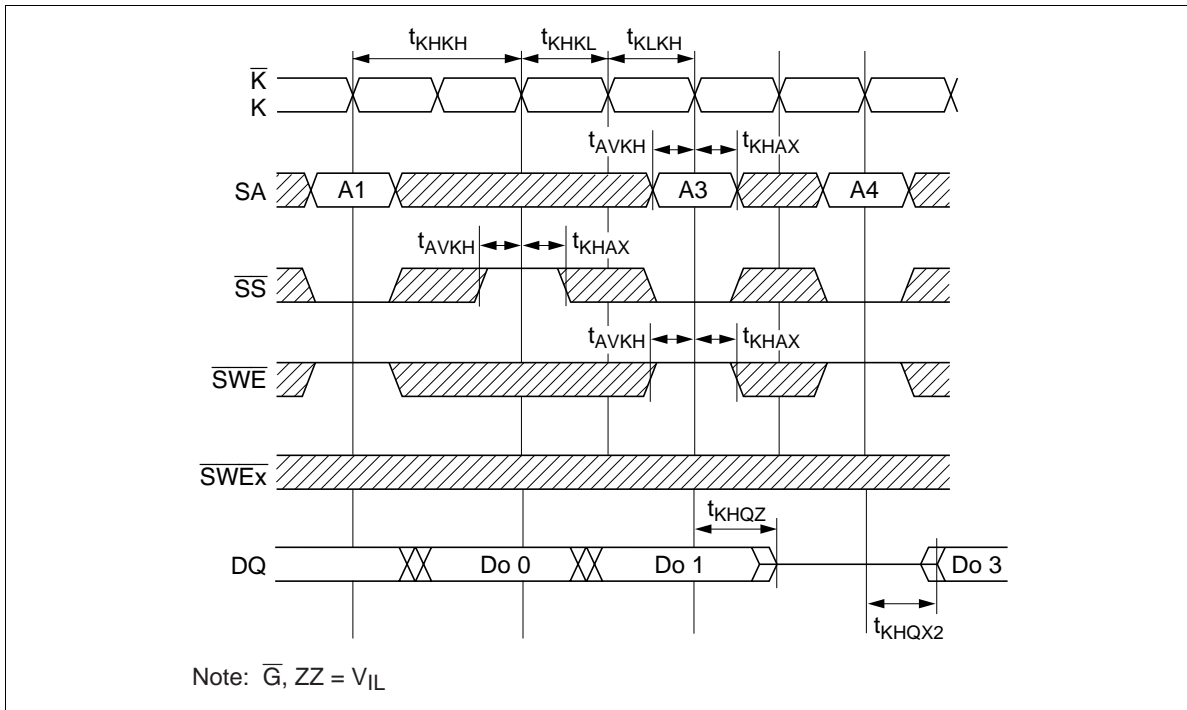 tKHKH tKHKL tKLKH
K̅
K
tAVKH tKHAX
SA A1 A3 A4
tAVKH tKHAX
S̅S̅
tAVKH tKHAX
S̅W̅E̅
S̅W̅E̅x̅
tKHQZ
DQ Do 0 Do 1 Do 3
tKHQX2
Note: G̅, ZZ = VIL